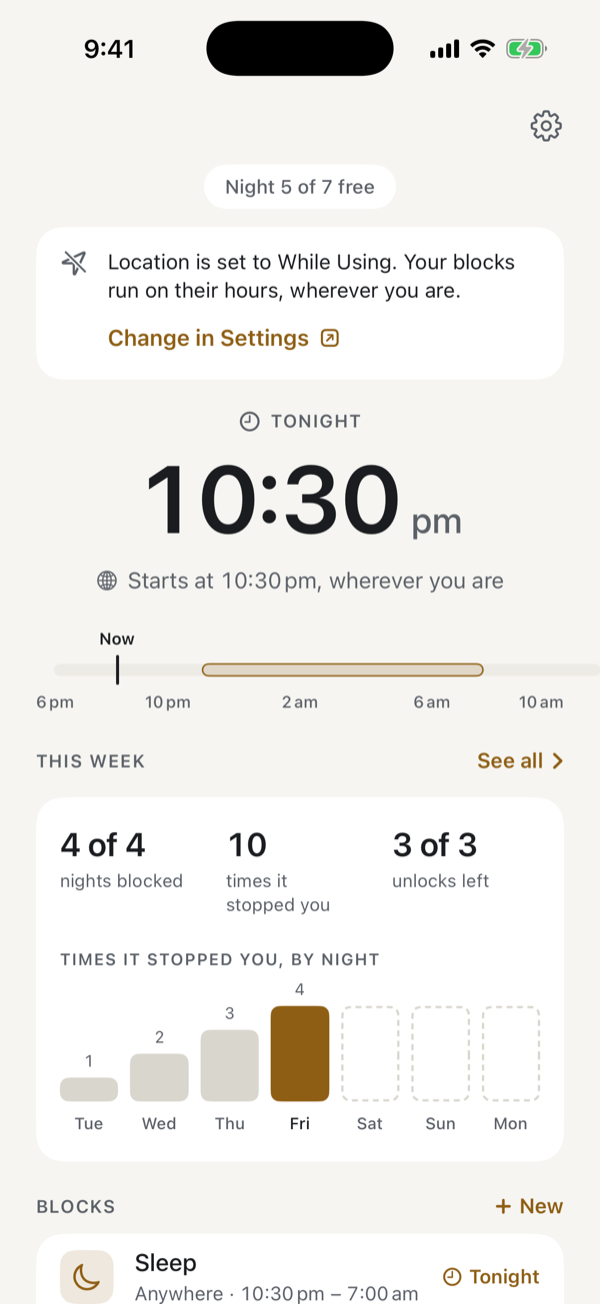 9:41
Night 5 of 7 free
Location is set to While Using. Your blocks
run on their hours, wherever you are.
Change in Settings
TONIGHT
10:30 pm
Starts at 10:30 pm, wherever you are
Now
6 pm 10 pm 2 am 6 am 10 am
THIS WEEK See all
4 of 4 10 3 of 3
nights blocked times it unlocks left
stopped you
TIMES IT STOPPED YOU, BY NIGHT
1 2 3 4
Tue Wed Thu Fri Sat Sun Mon
BLOCKS + New
Sleep
Anywhere · 10:30 pm – 7:00 am Tonight